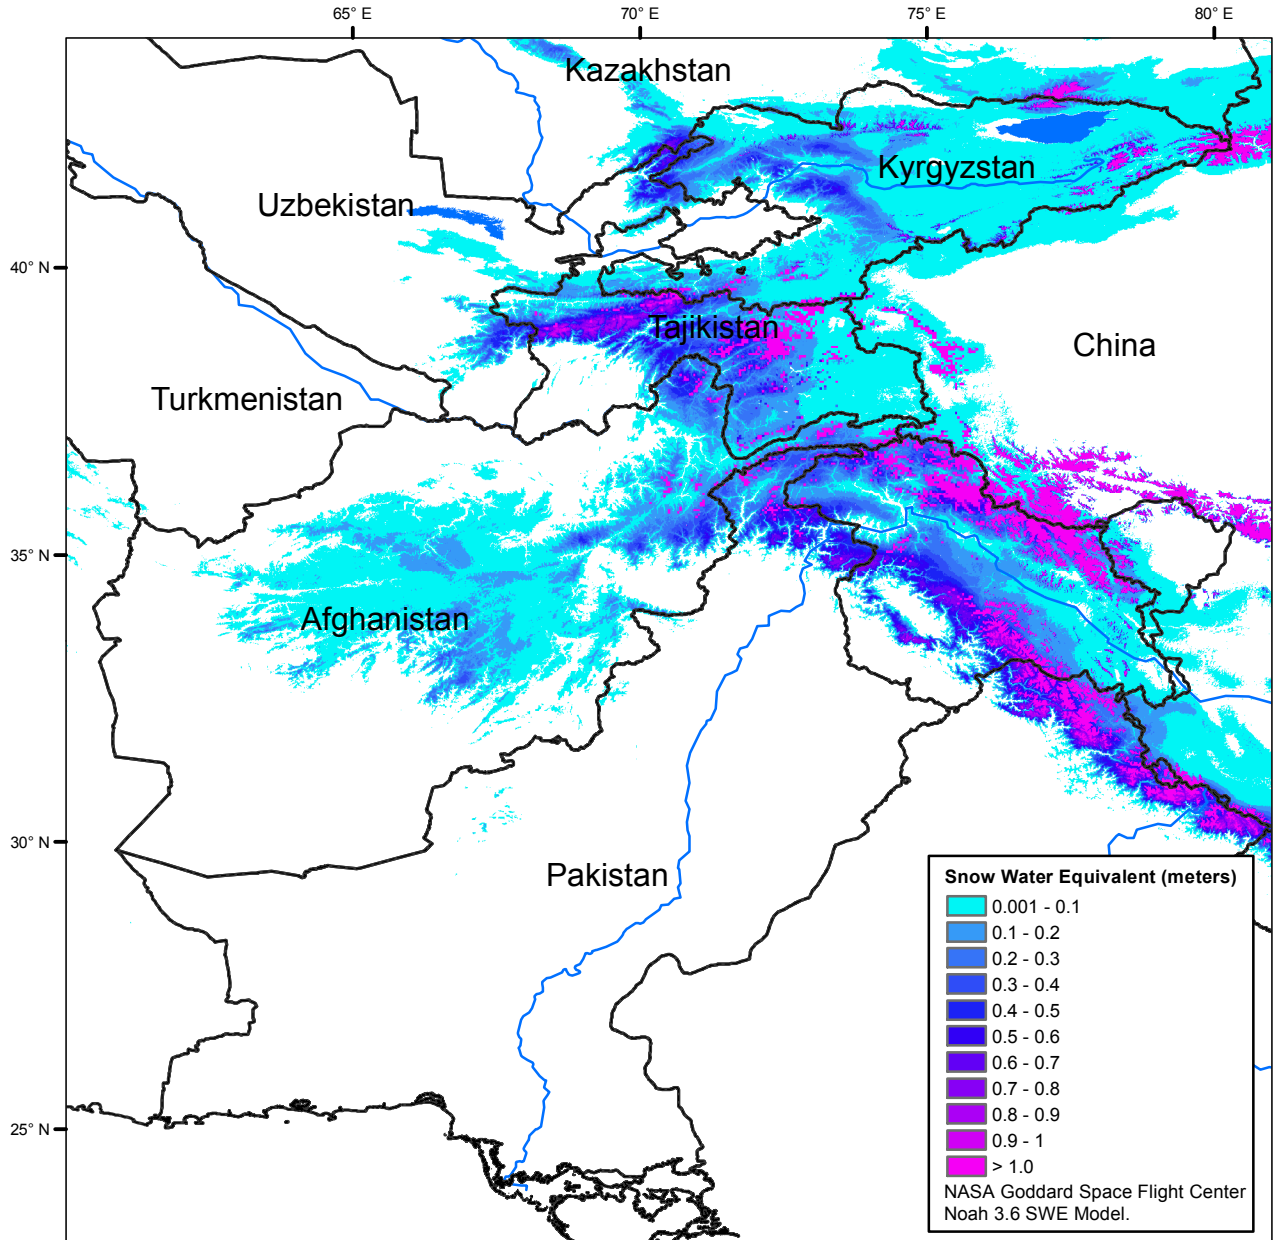 65° E
70° E
75° E
80° E
Kazakhstan
Kyrgyzstan
Uzbekistan
40° N
Tajikistan
China
Turkmenistan
35° N
Afghanistan
30° N
Pakistan
25° N
Snow Water Equivalent (meters)
0.001 - 0.1
0.1 - 0.2
0.2 - 0.3
0.3 - 0.4
0.4 - 0.5
0.5 - 0.6
0.6 - 0.7
0.7 - 0.8
0.8 - 0.9
0.9 - 1
> 1.0
NASA Goddard Space Flight Center
Noah 3.6 SWE Model.